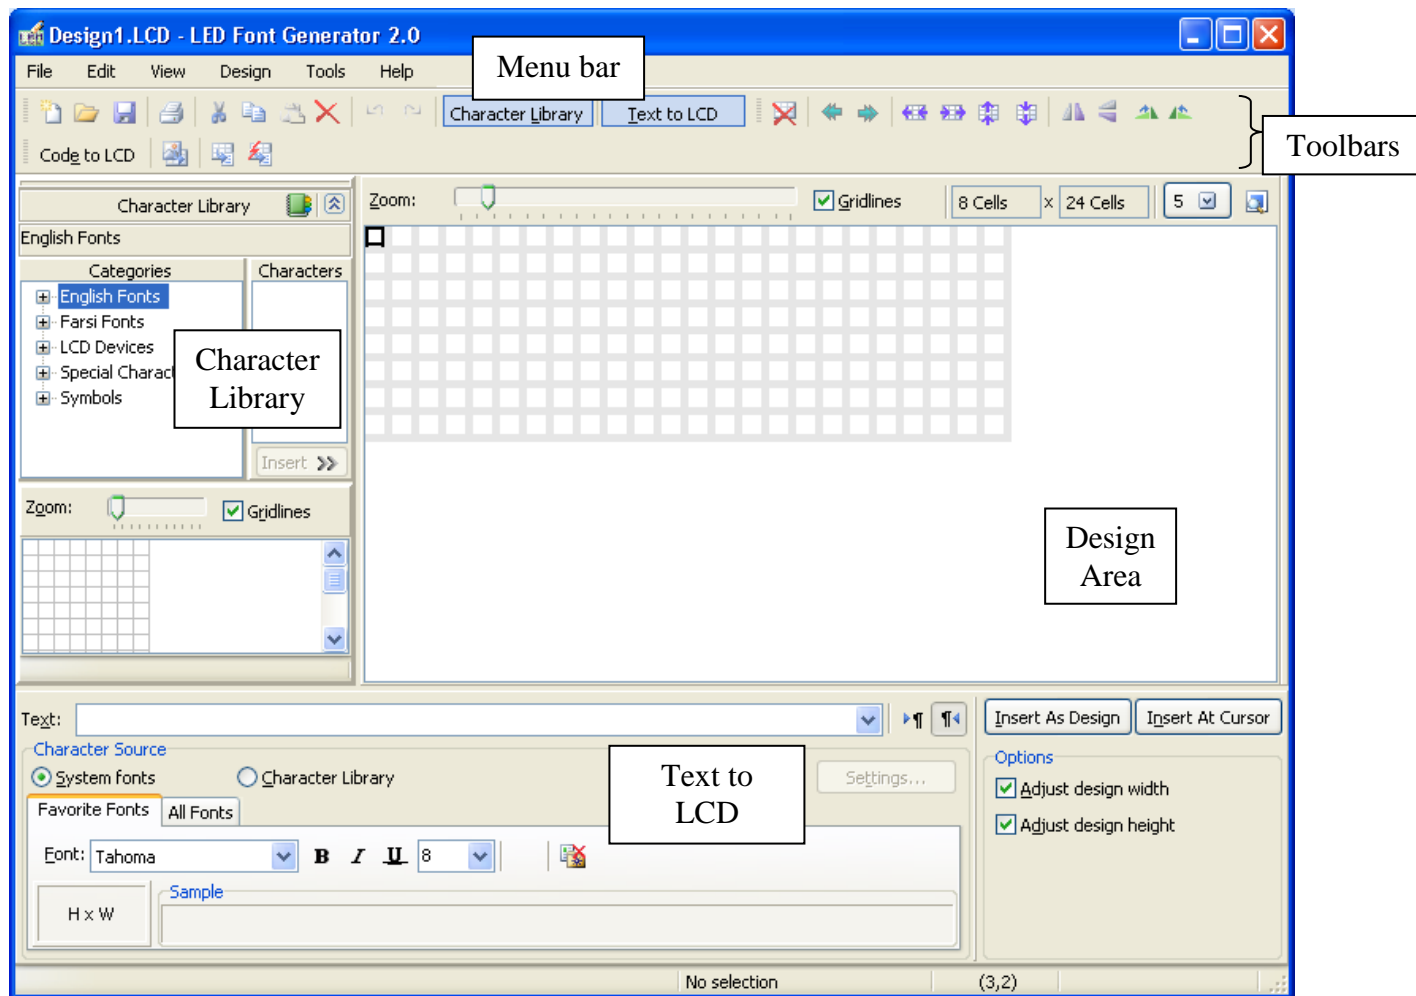 Design1.LCD - LED Font Generator 2.0
File Edit View Design Tools Help
Menu bar
Character Library Text to LCD
Toolbars
Code to LCD
Character Library
Zoom: Gridlines 8 Cells x 24 Cells 5
English Fonts
Categories Characters
English Fonts
Farsi Fonts
LCD Devices
Special Charact
Symbols
Character
Library
Insert
Zoom: Gridlines
Design
Area
Text: Insert As Design Insert At Cursor
Character Source
System fonts Character Library Settings...
Text to
LCD
Options
Adjust design width
Adjust design height
Favorite Fonts All Fonts
Font: Tahoma B I U 8
H x W
Sample
No selection (3,2)